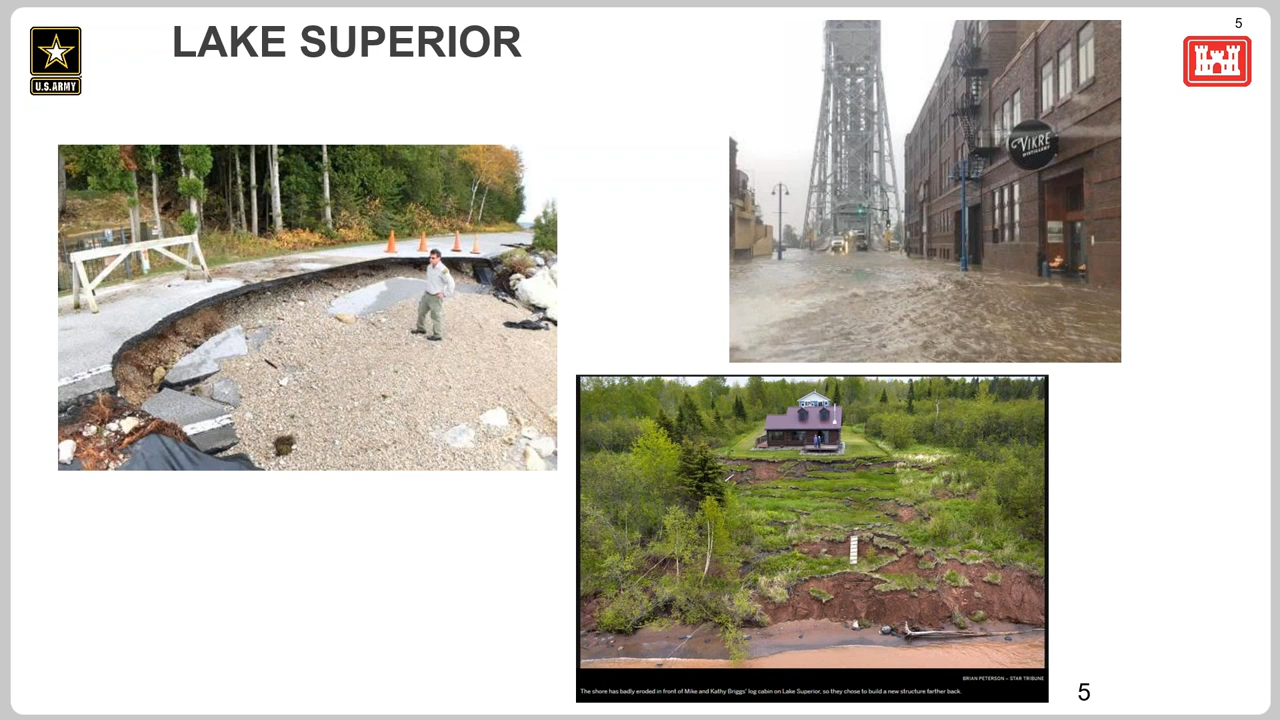 5
LAKE SUPERIOR
U.S.ARMY
VIKRE
DISTILLERY
BRIAN PETERSON – STAR TRIBUNE
The shore has badly eroded in front of Mike and Kathy Briggs' log cabin on Lake Superior, so they chose to build a new structure farther back.
5